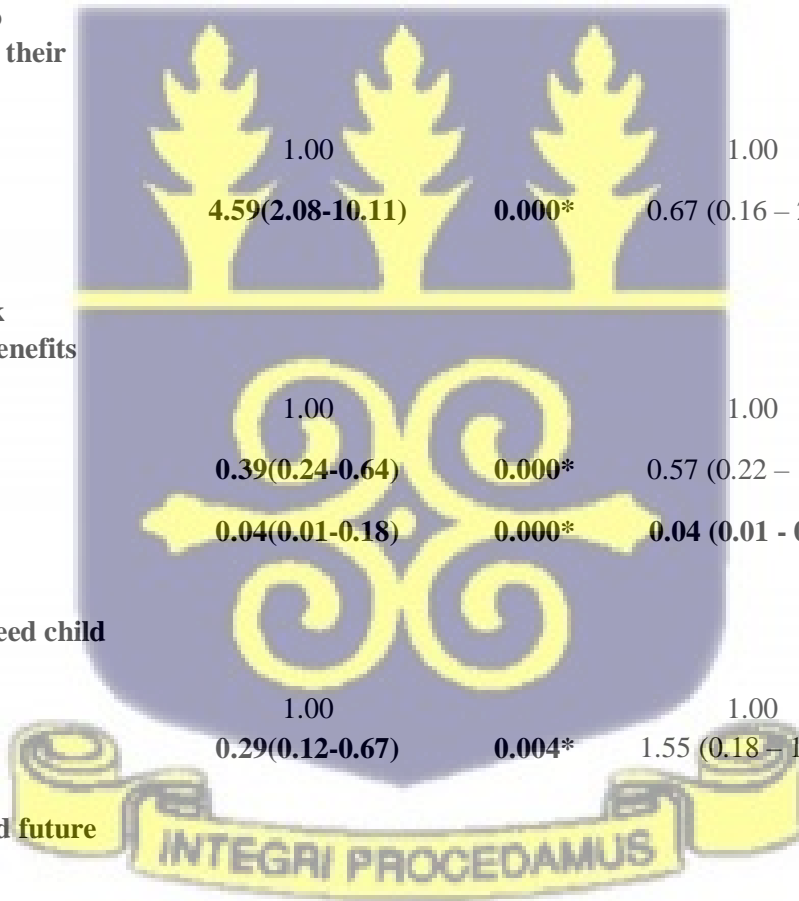 their
1.00 1.00
4.59(2.08-10.11) 0.000* 0.67 (0.16 –
enefits
1.00 1.00
0.39(0.24-0.64) 0.000* 0.57 (0.22 –
0.04(0.01-0.18) 0.000* 0.04 (0.01 - 0
eed child
1.00 1.00
0.29(0.12-0.67) 0.004* 1.55 (0.18 – 1
d future
INTEGRI PROCEDAMUS